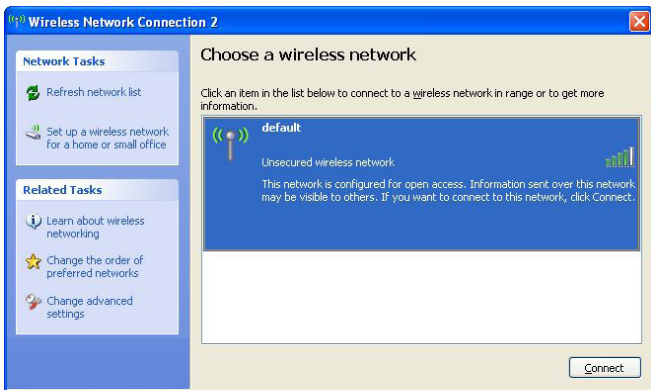 Wireless Network Connection 2
Network Tasks
Refresh network list
Set up a wireless network
for a home or small office
Related Tasks
Learn about wireless
networking
Change the order of
preferred networks
Change advanced
settings
Choose a wireless network
Click an item in the list below to connect to a wireless network in range or to get more
information.
default
Unsecured wireless network
This network is configured for open access. Information sent over this network
may be visible to others. If you want to connect to this network, click Connect.
Connect